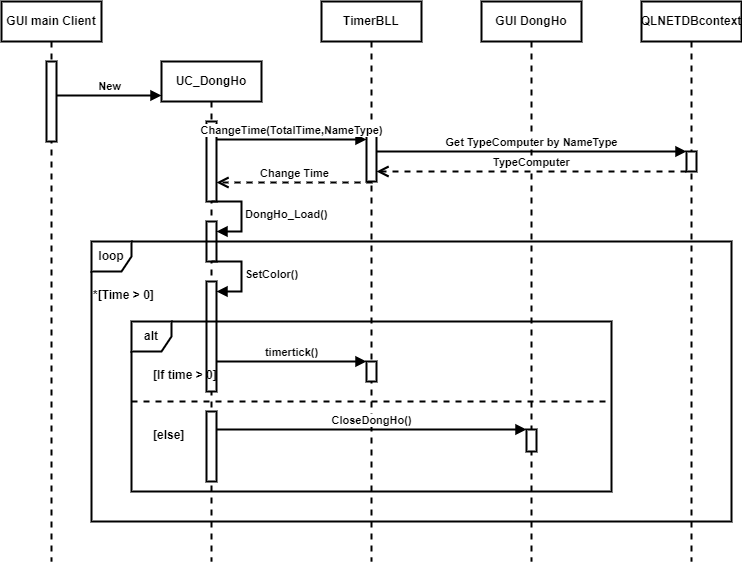 GUI main Client
TimerBLL
GUI DongHo
QLNETDBcontext
New
UC_DongHo
ChangeTime(TotalTime,NameType)
Get TypeComputer by NameType
TypeComputer
Change Time
DongHo_Load()
loop
SetColor()
*[Time > 0]
alt
timertick()
[If time > 0]
CloseDongHo()
[else]